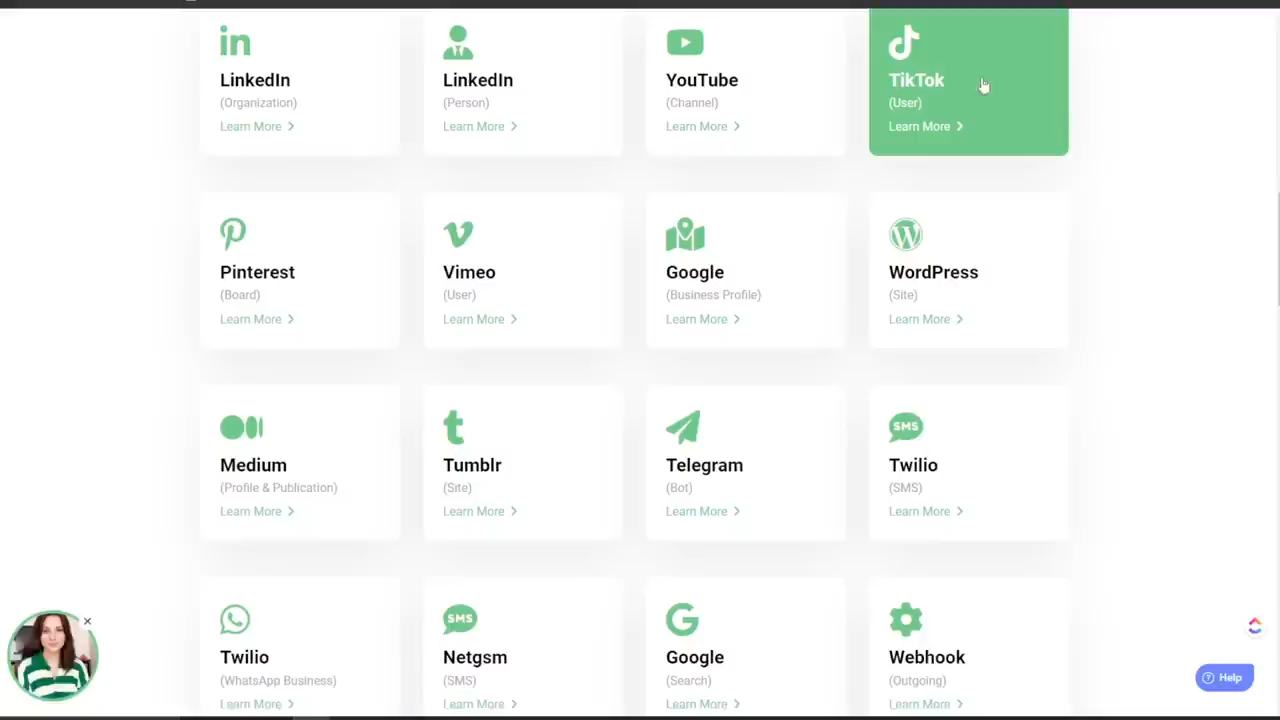 LinkedIn
(Organization)
Learn More
LinkedIn
(Person)
Learn More
YouTube
(Channel)
Learn More
TikTok
(User)
Learn More
Pinterest
(Board)
Learn More
Vimeo
(User)
Learn More
Google
(Business Profile)
Learn More
WordPress
(Site)
Learn More
Medium
(Profile & Publication)
Learn More
Tumblr
(Site)
Learn More
Telegram
(Bot)
Learn More
SMS
Twilio
(SMS)
Learn More
Twilio
(WhatsApp Business)
Learn More
SMS
Netgsm
(SMS)
Learn More
Google
(Search)
Learn More
Webhook
(Outgoing)
Learn More
Help